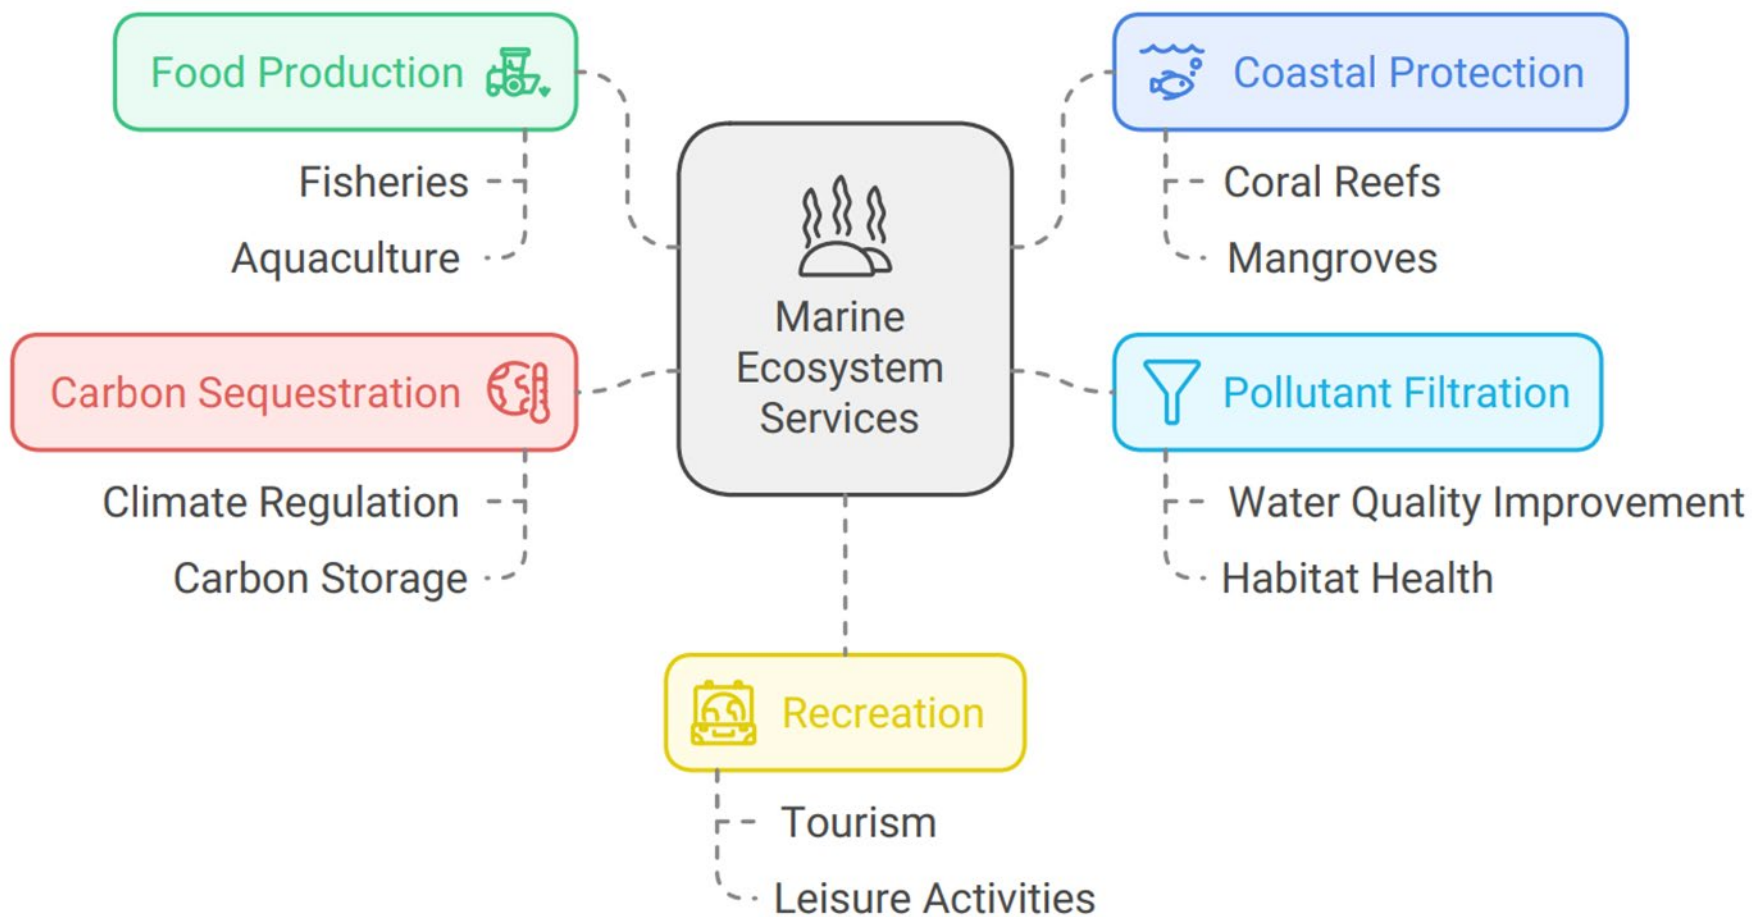 Food Production
Fisheries
Aquaculture
Carbon Sequestration
Climate Regulation
Carbon Storage
Marine
Ecosystem
Services
Coastal Protection
Coral Reefs
Mangroves
Pollutant Filtration
Water Quality Improvement
Habitat Health
Recreation
Tourism
Leisure Activities